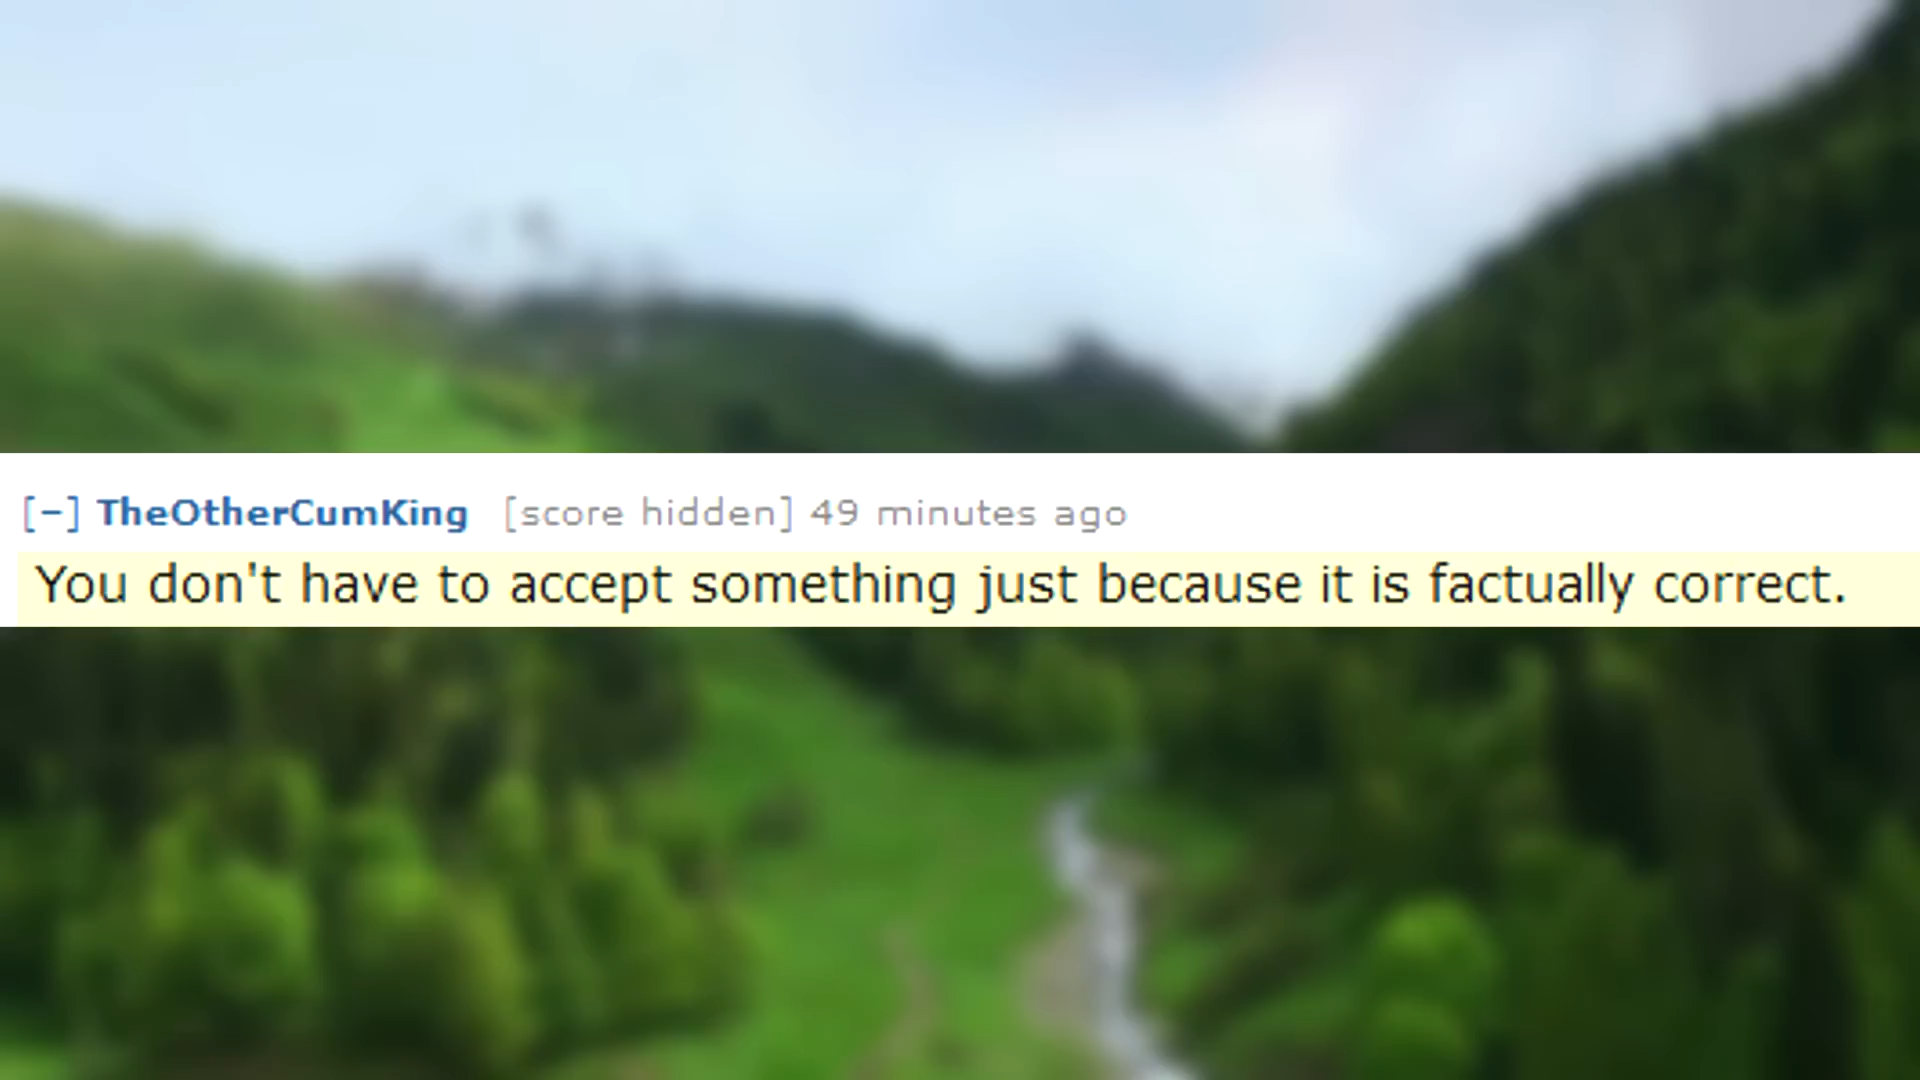 [–] TheOtherCumKing [score hidden] 49 minutes ago
You don't have to accept something just because it is factually correct.